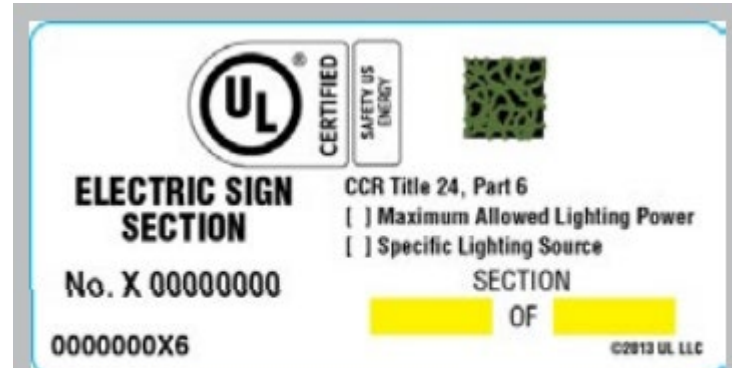 UL ®
CERTIFIED
SAFETY US
ENERGY
ELECTRIC SIGN
SECTION
No. X 00000000
0000000X6
CCR Title 24, Part 6
[ ] Maximum Allowed Lighting Power
[ ] Specific Lighting Source
SECTION
OF
©2013 UL LLC